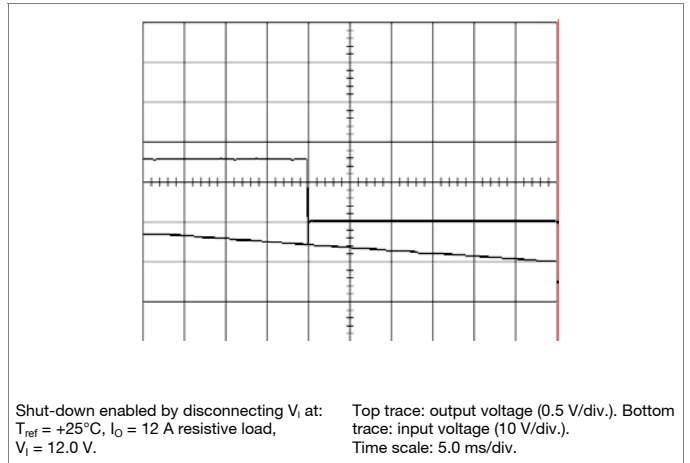 Shut-down enabled by disconnecting VI at:
Tref = +25°C, IO = 12 A resistive load,
VI = 12.0 V.
Top trace: output voltage (0.5 V/div.). Bottom
trace: input voltage (10 V/div.).
Time scale: 5.0 ms/div.